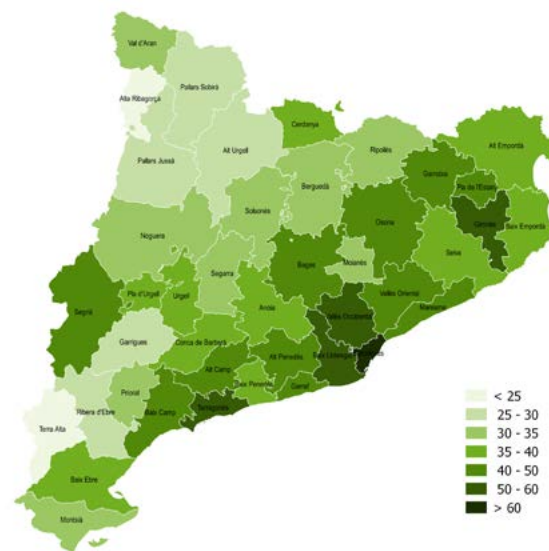 Val d'Aran
Pallars Sobirà
Alta Ribagorça
Cerdanya
Alt Empordà
Alt Urgell
Ripollès
Pallars Jussà
Garrotxa
Berguedà
Pla de l'Estany
Solsonès
Osona
Gironès
Baix Empordà
Noguera
Selva
Bages
Moianès
Segarra
Vallès Oriental
Pla d'Urgell
Urgell
Segrià
Anoia
Maresme
Vallès Occidental
Garrigues
Conca de Barberà
Alt Penedès
Baix Llobregat
Alt Camp
Priorat
Baix Penedès
Garraf
Ribera d'Ebre
Baix Camp
Tarragonès
Terra Alta
Baix Ebre
Montsià
< 25
25 - 30
30 - 35
35 - 40
40 - 50
50 - 60
> 60